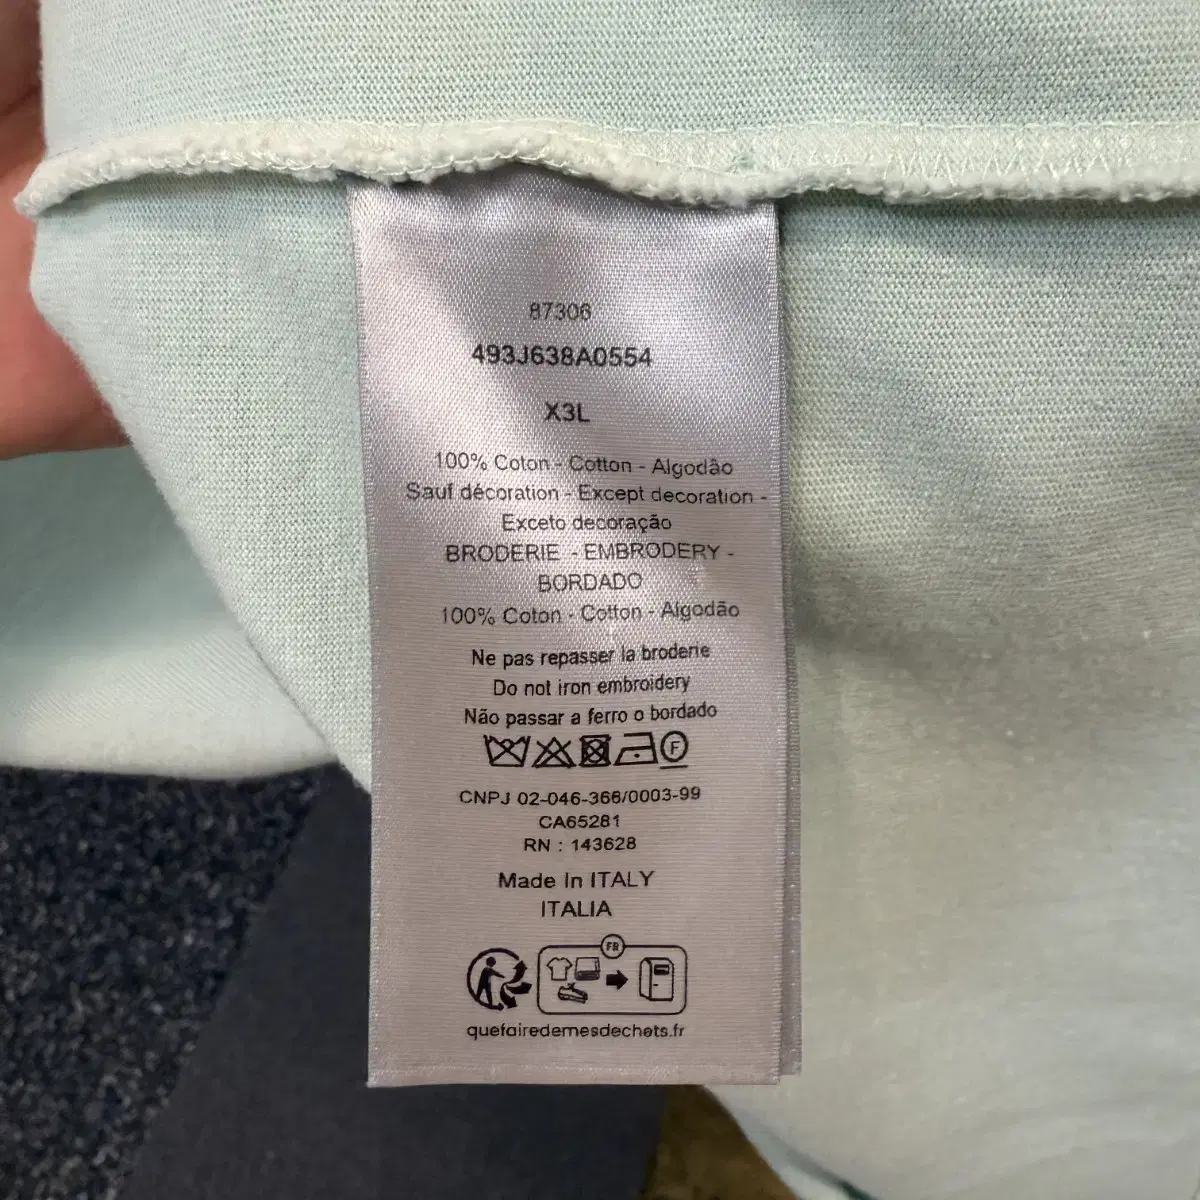 87306
493J638A0554
X3L
100% Coton - Cotton - Algodão
Sauf décoration - Except decoration -
Exceto decoração
BRODERIE - EMBRODERY -
BORDADO
100% Coton - Cotton - Algodão
Ne pas repasser la broderie
Do not iron embroidery
Não passar a ferro o bordado
F
CNPJ 02-046-366/0003-99
CA65281
RN : 143628
Made In ITALY
ITALIA
FR
quefairedemesdechets.fr